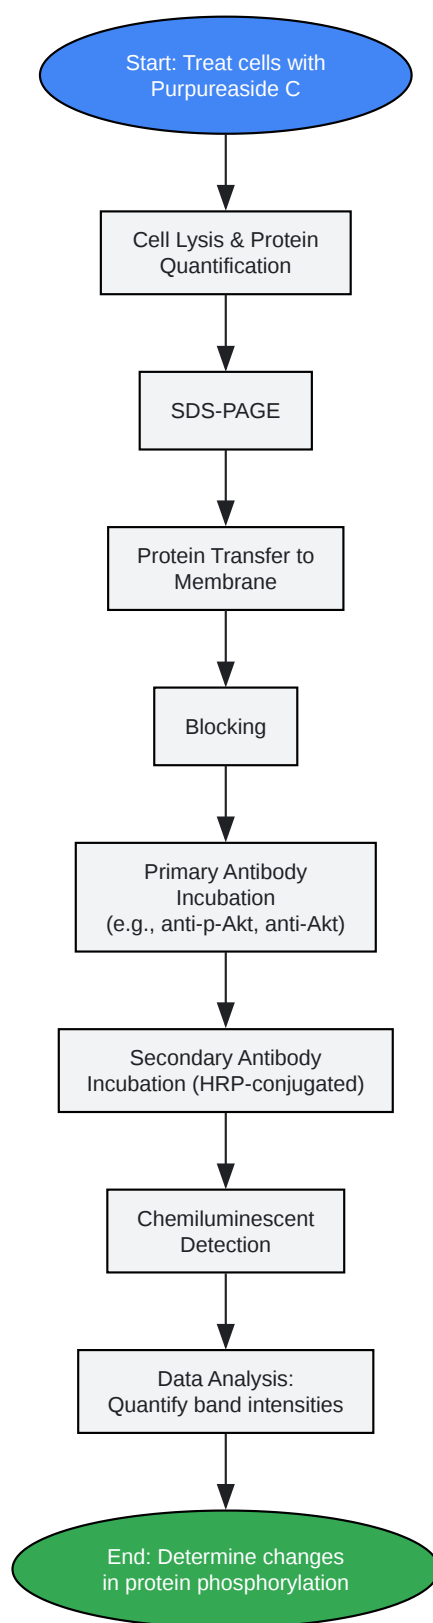 Start: Treat cells with
Purpureaside C
Cell Lysis & Protein
Quantification
SDS-PAGE
Protein Transfer to
Membrane
Blocking
Primary Antibody
Incubation
(e.g., anti-p-Akt, anti-Akt)
Secondary Antibody
Incubation (HRP-conjugated)
Chemiluminescent
Detection
Data Analysis:
Quantify band intensities
End: Determine changes
in protein phosphorylation